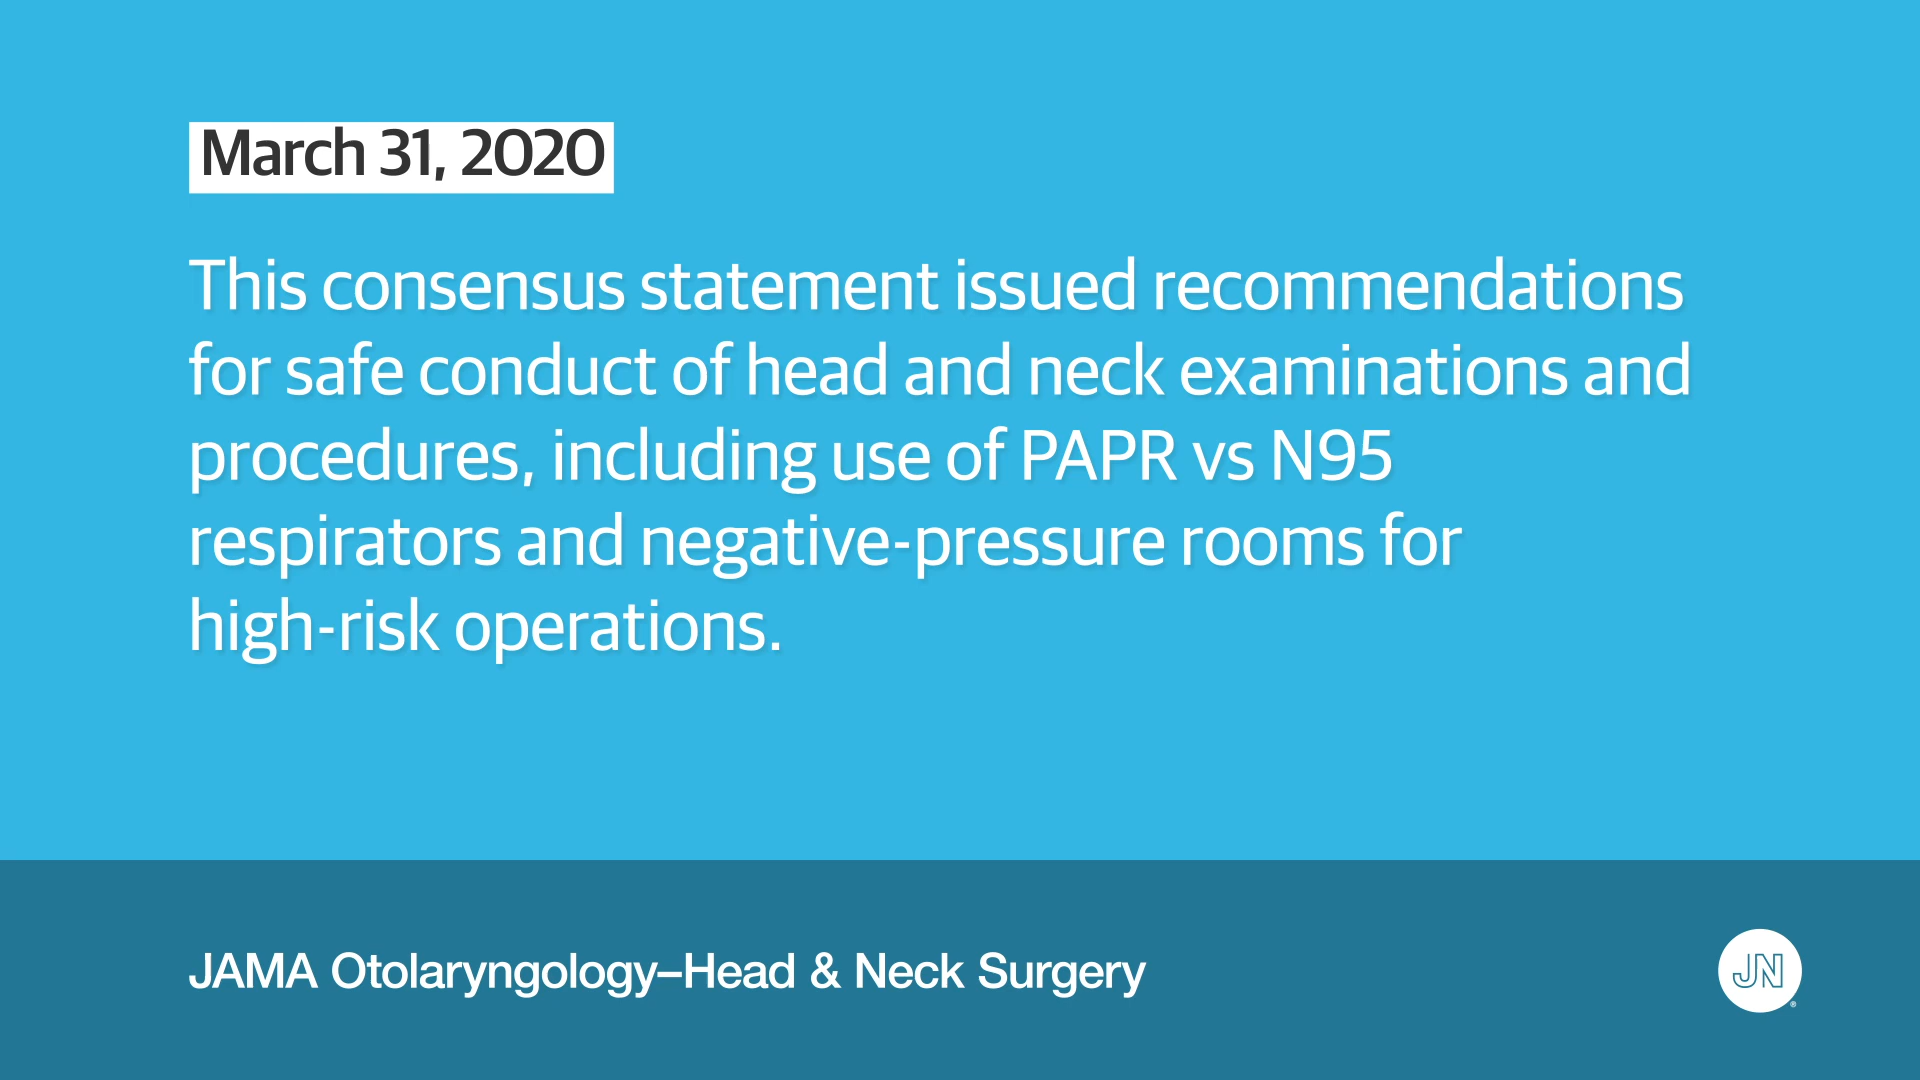 March 31, 2020
This consensus statement issued recommendations
for safe conduct of head and neck examinations and
procedures, including use of PAPR vs N95
respirators and negative-pressure rooms for
high-risk operations.
JAMA Otolaryngology–Head & Neck Surgery
JN®